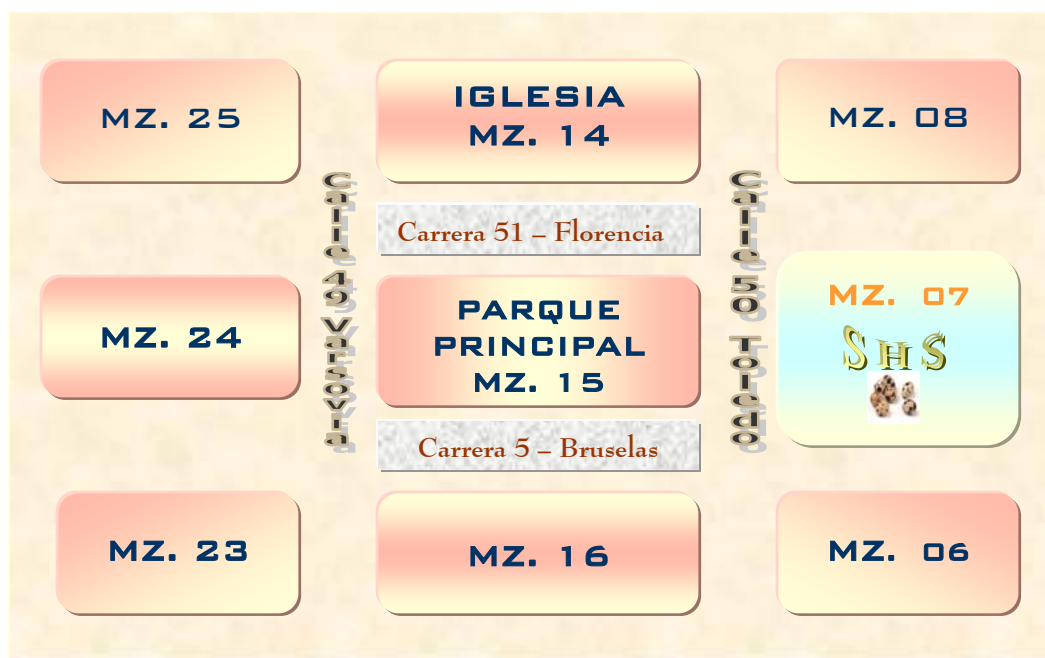 MZ. 25
IGLESIA
MZ. 14
MZ. 08
Calle 49 Varsovia
Carrera 51 – Florencia
Calle 50 Toledo
MZ. 24
PARQUE
PRINCIPAL
MZ. 15
MZ. 07
SHS
Carrera 5 – Bruselas
MZ. 23
MZ. 16
MZ. 06